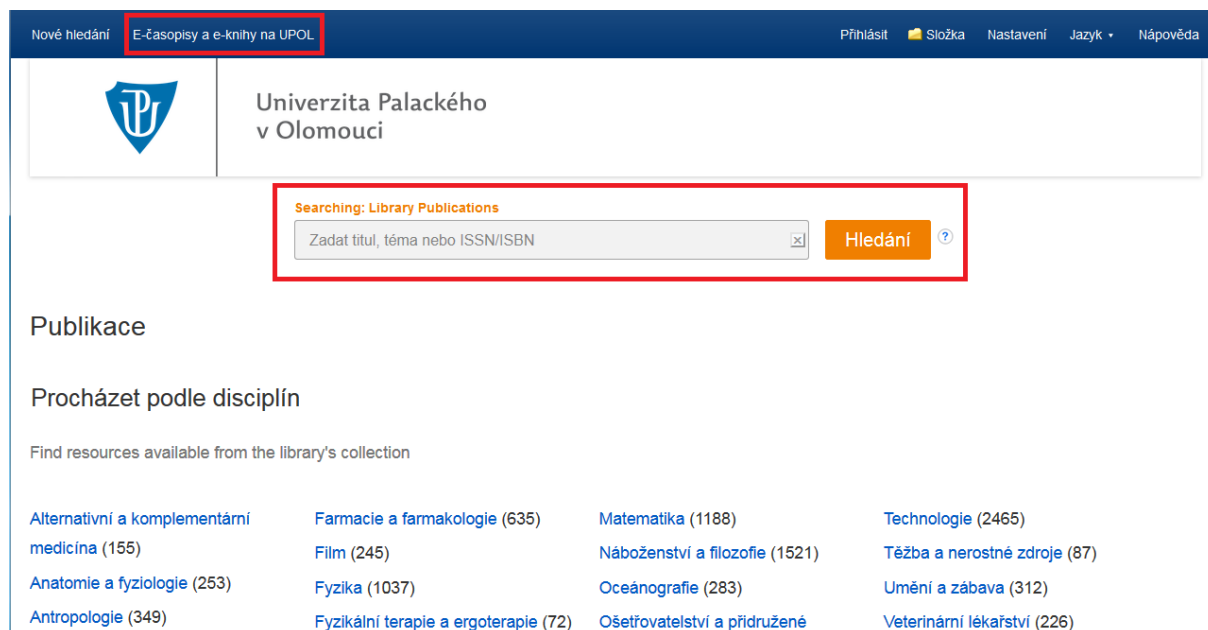 Nové hledání E-časopisy a e-knihy na UPOL Přihlásit Složka Nastavení Jazyk Nápověda
UP
Univerzita Palackého
v Olomouci
Searching: Library Publications
Zadat titul, téma nebo ISSN/ISBN x Hledání ?
Publikace
Procházet podle disciplín
Find resources available from the library's collection
Alternativní a komplementární
medicína (155)
Anatomie a fyziologie (253)
Antropologie (349)
Farmacie a farmakologie (635)
Film (245)
Fyzika (1037)
Fyzikální terapie a ergoterapie (72)
Matematika (1188)
Náboženství a filozofie (1521)
Oceánografie (283)
Ošetřovatelství a přidružené
Technologie (2465)
Těžba a nerostné zdroje (87)
Umění a zábava (312)
Veterinární lékařství (226)